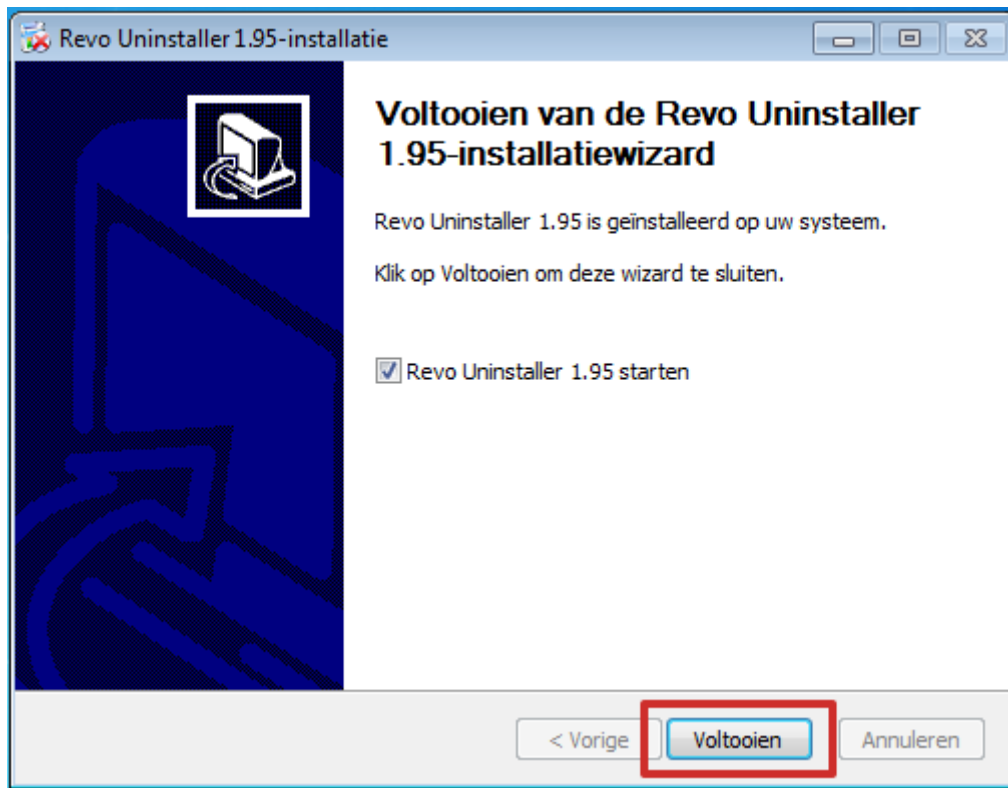 Revo Uninstaller 1.95-installatie
Voltooien van de Revo Uninstaller
1.95-installatiewizard
Revo Uninstaller 1.95 is geïnstalleerd op uw systeem.
Klik op Voltooien om deze wizard te sluiten.
Revo Uninstaller 1.95 starten
< Vorige Voltooien Annuleren